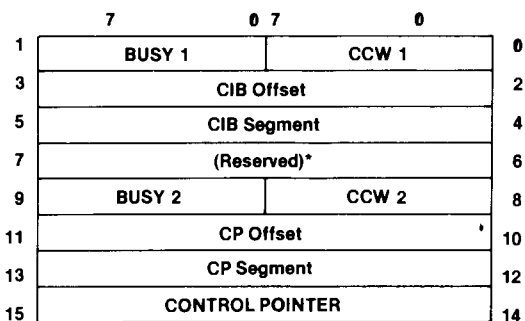 7 0 7 0
1 BUSY 1 CCW 1 0
3 CIB Offset 2
5 CIB Segment 4
7 (Reserved)* 6
9 BUSY 2 CCW 2 8
11 CP Offset 10
13 CP Segment 12
15 CONTROL POINTER 14